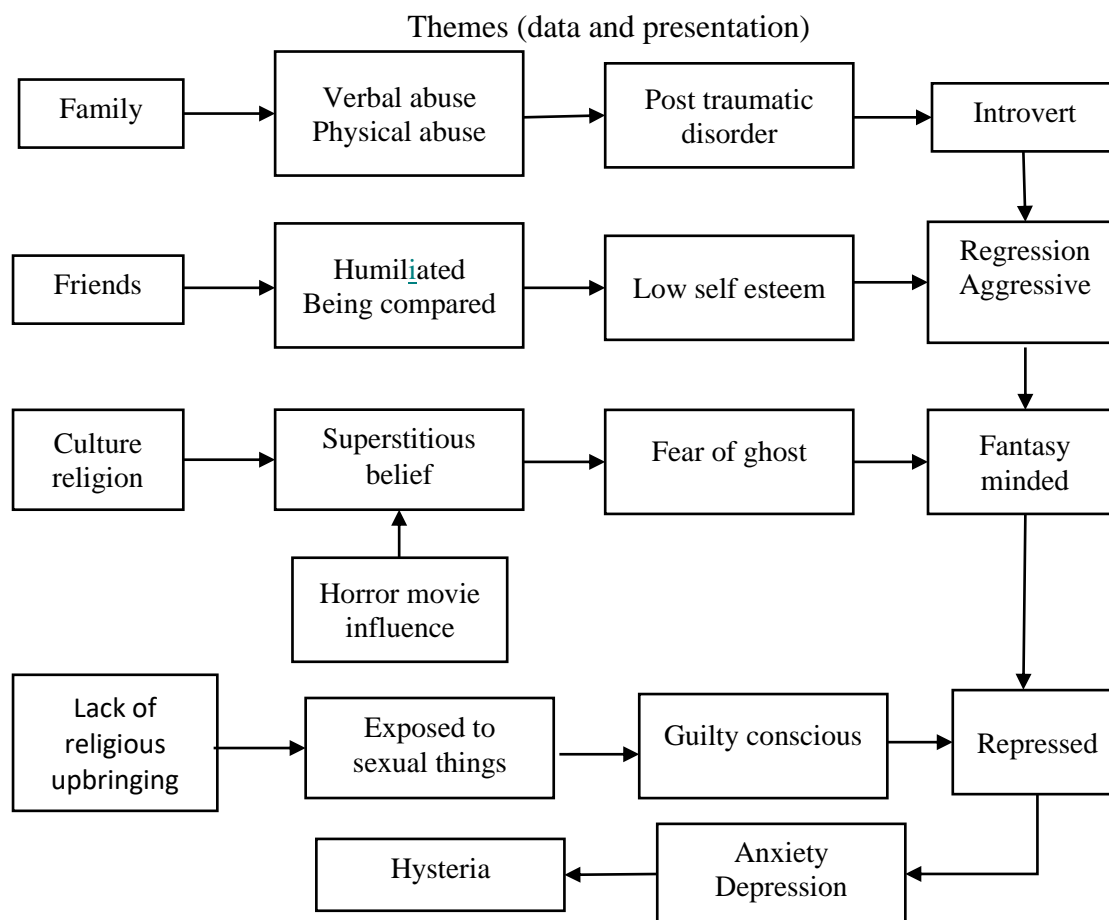 Themes (data and presentation)
Family
Verbal abuse
Physical abuse
Post traumatic
disorder
Introvert
Friends
Humiliated
Being compared
Low self esteem
Regression
Aggressive
Culture
religion
Superstitious
belief
Fear of ghost
Fantasy
minded
Horror movie
influence
Lack of
religious
upbringing
Exposed to
sexual things
Guilty conscious
Repressed
Hysteria
Anxiety
Depression